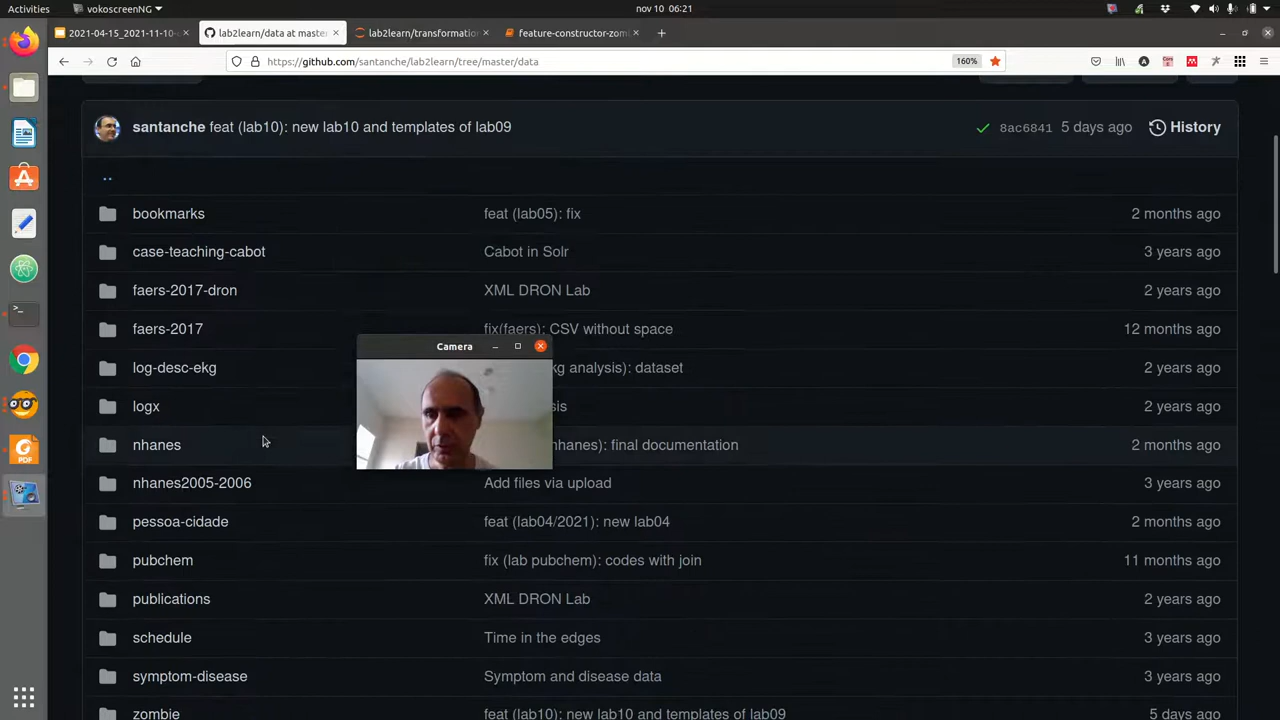 Activities
vokoscreenNG
nov 10 06:21
2021-04-15_2021-11-10-
lab2learn/data at master
lab2learn/transformatio
feature-constructor-zom
https://github.com/santanche/lab2learn/tree/master/data
160%
santanche feat (lab10): new lab10 and templates of lab09
8ac6841 5 days ago History
..
bookmarks feat (lab05): fix 2 months ago
case-teaching-cabot Cabot in Solr 3 years ago
faers-2017-dron XML DRON Lab 2 years ago
faers-2017 fix(faers): CSV without space 12 months ago
Camera
log-desc-ekg kg analysis): dataset 2 years ago
logx sis 2 years ago
nhanes nhanes): final documentation 2 months ago
nhanes2005-2006 Add files via upload 3 years ago
pessoa-cidade feat (lab04/2021): new lab04 2 months ago
pubchem fix (lab pubchem): codes with join 11 months ago
publications XML DRON Lab 2 years ago
schedule Time in the edges 3 years ago
symptom-disease Symptom and disease data 3 years ago
zombie feat (lab10): new lab10 and templates of lab09 5 days ago
PDF